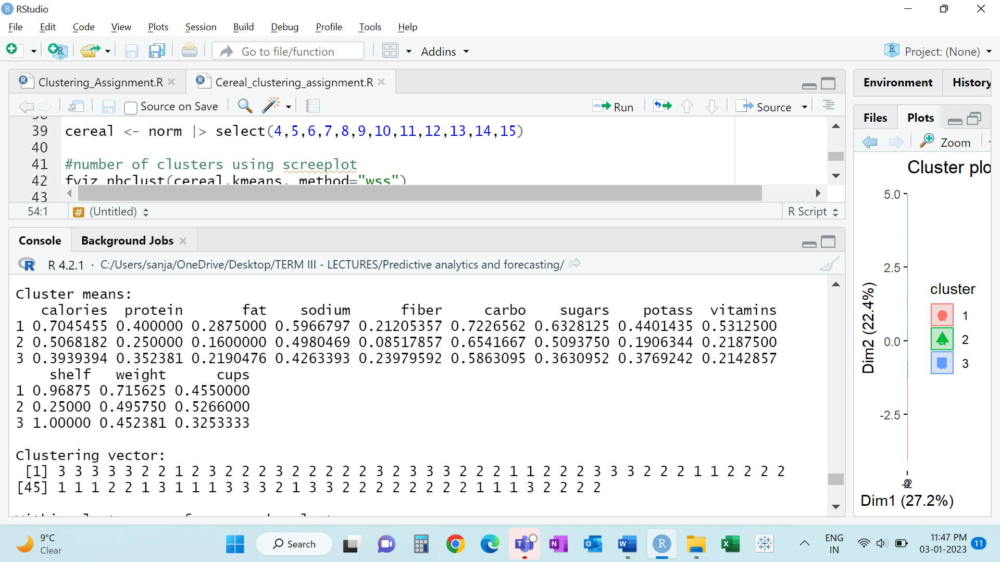 RStudio
File Edit Code View Plots Session Build Debug Profile Tools Help
Go to file/function Addins Project: (None)
Clustering_Assignment.R Cereal_clustering_assignment.R
Source on Save Run Source
39 cereal <- norm |> select(4,5,6,7,8,9,10,11,12,13,14,15)
40
41 #number of clusters using screeplot
42 fviz_nbclust(cereal.kmeans, method="wss")
43
54:1 # (Untitled) R Script
Console Background Jobs
R 4.2.1 · C:/Users/sanja/OneDrive/Desktop/TERM III - LECTURES/Predictive analytics and forecasting/
Cluster means:
calories protein fat sodium fiber carbo sugars potass vitamins
1 0.7045455 0.400000 0.2875000 0.5966797 0.21205357 0.7226562 0.6328125 0.4401435 0.5312500
2 0.5068182 0.250000 0.1600000 0.4980469 0.08517857 0.6541667 0.5093750 0.1906344 0.2187500
3 0.3939394 0.352381 0.2190476 0.4263393 0.23979592 0.5863095 0.3630952 0.3769242 0.2142857
shelf weight cups
1 0.96875 0.715625 0.4550000
2 0.25000 0.495750 0.5266000
3 1.00000 0.452381 0.3253333
Clustering vector:
[1] 3 3 3 3 3 2 2 1 2 3 2 2 2 3 2 2 2 2 2 3 2 3 3 3 2 2 2 1 1 2 2 2 3 3 3 2 2 2 1 1 2 2 2 2
[45] 1 1 1 2 2 1 3 1 1 1 3 3 3 2 1 3 3 2 2 2 2 2 2 2 2 1 1 1 3 2 2 2 2
Environment History
Files Plots
Zoom
Cluster plo
5.0
2.5
0.0
-2.5
Dim2 (22.4%)
cluster
1
2
3
Dim1 (27.2%)
9°C
Clear
Search
ENG
IN
11:47 PM
03-01-2023
11